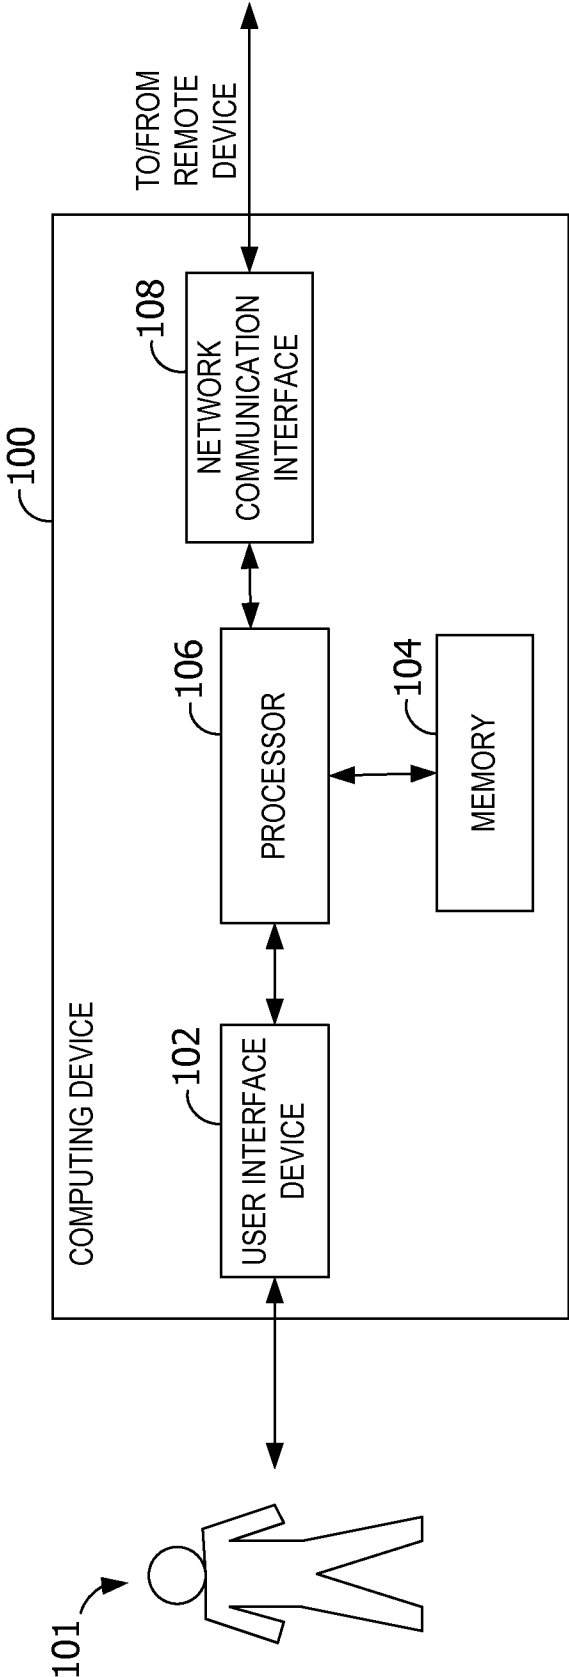 101
COMPUTING DEVICE
100
102
USER INTERFACE
DEVICE
106
PROCESSOR
104
MEMORY
108
NETWORK
COMMUNICATION
INTERFACE
TO/FROM
REMOTE
DEVICE